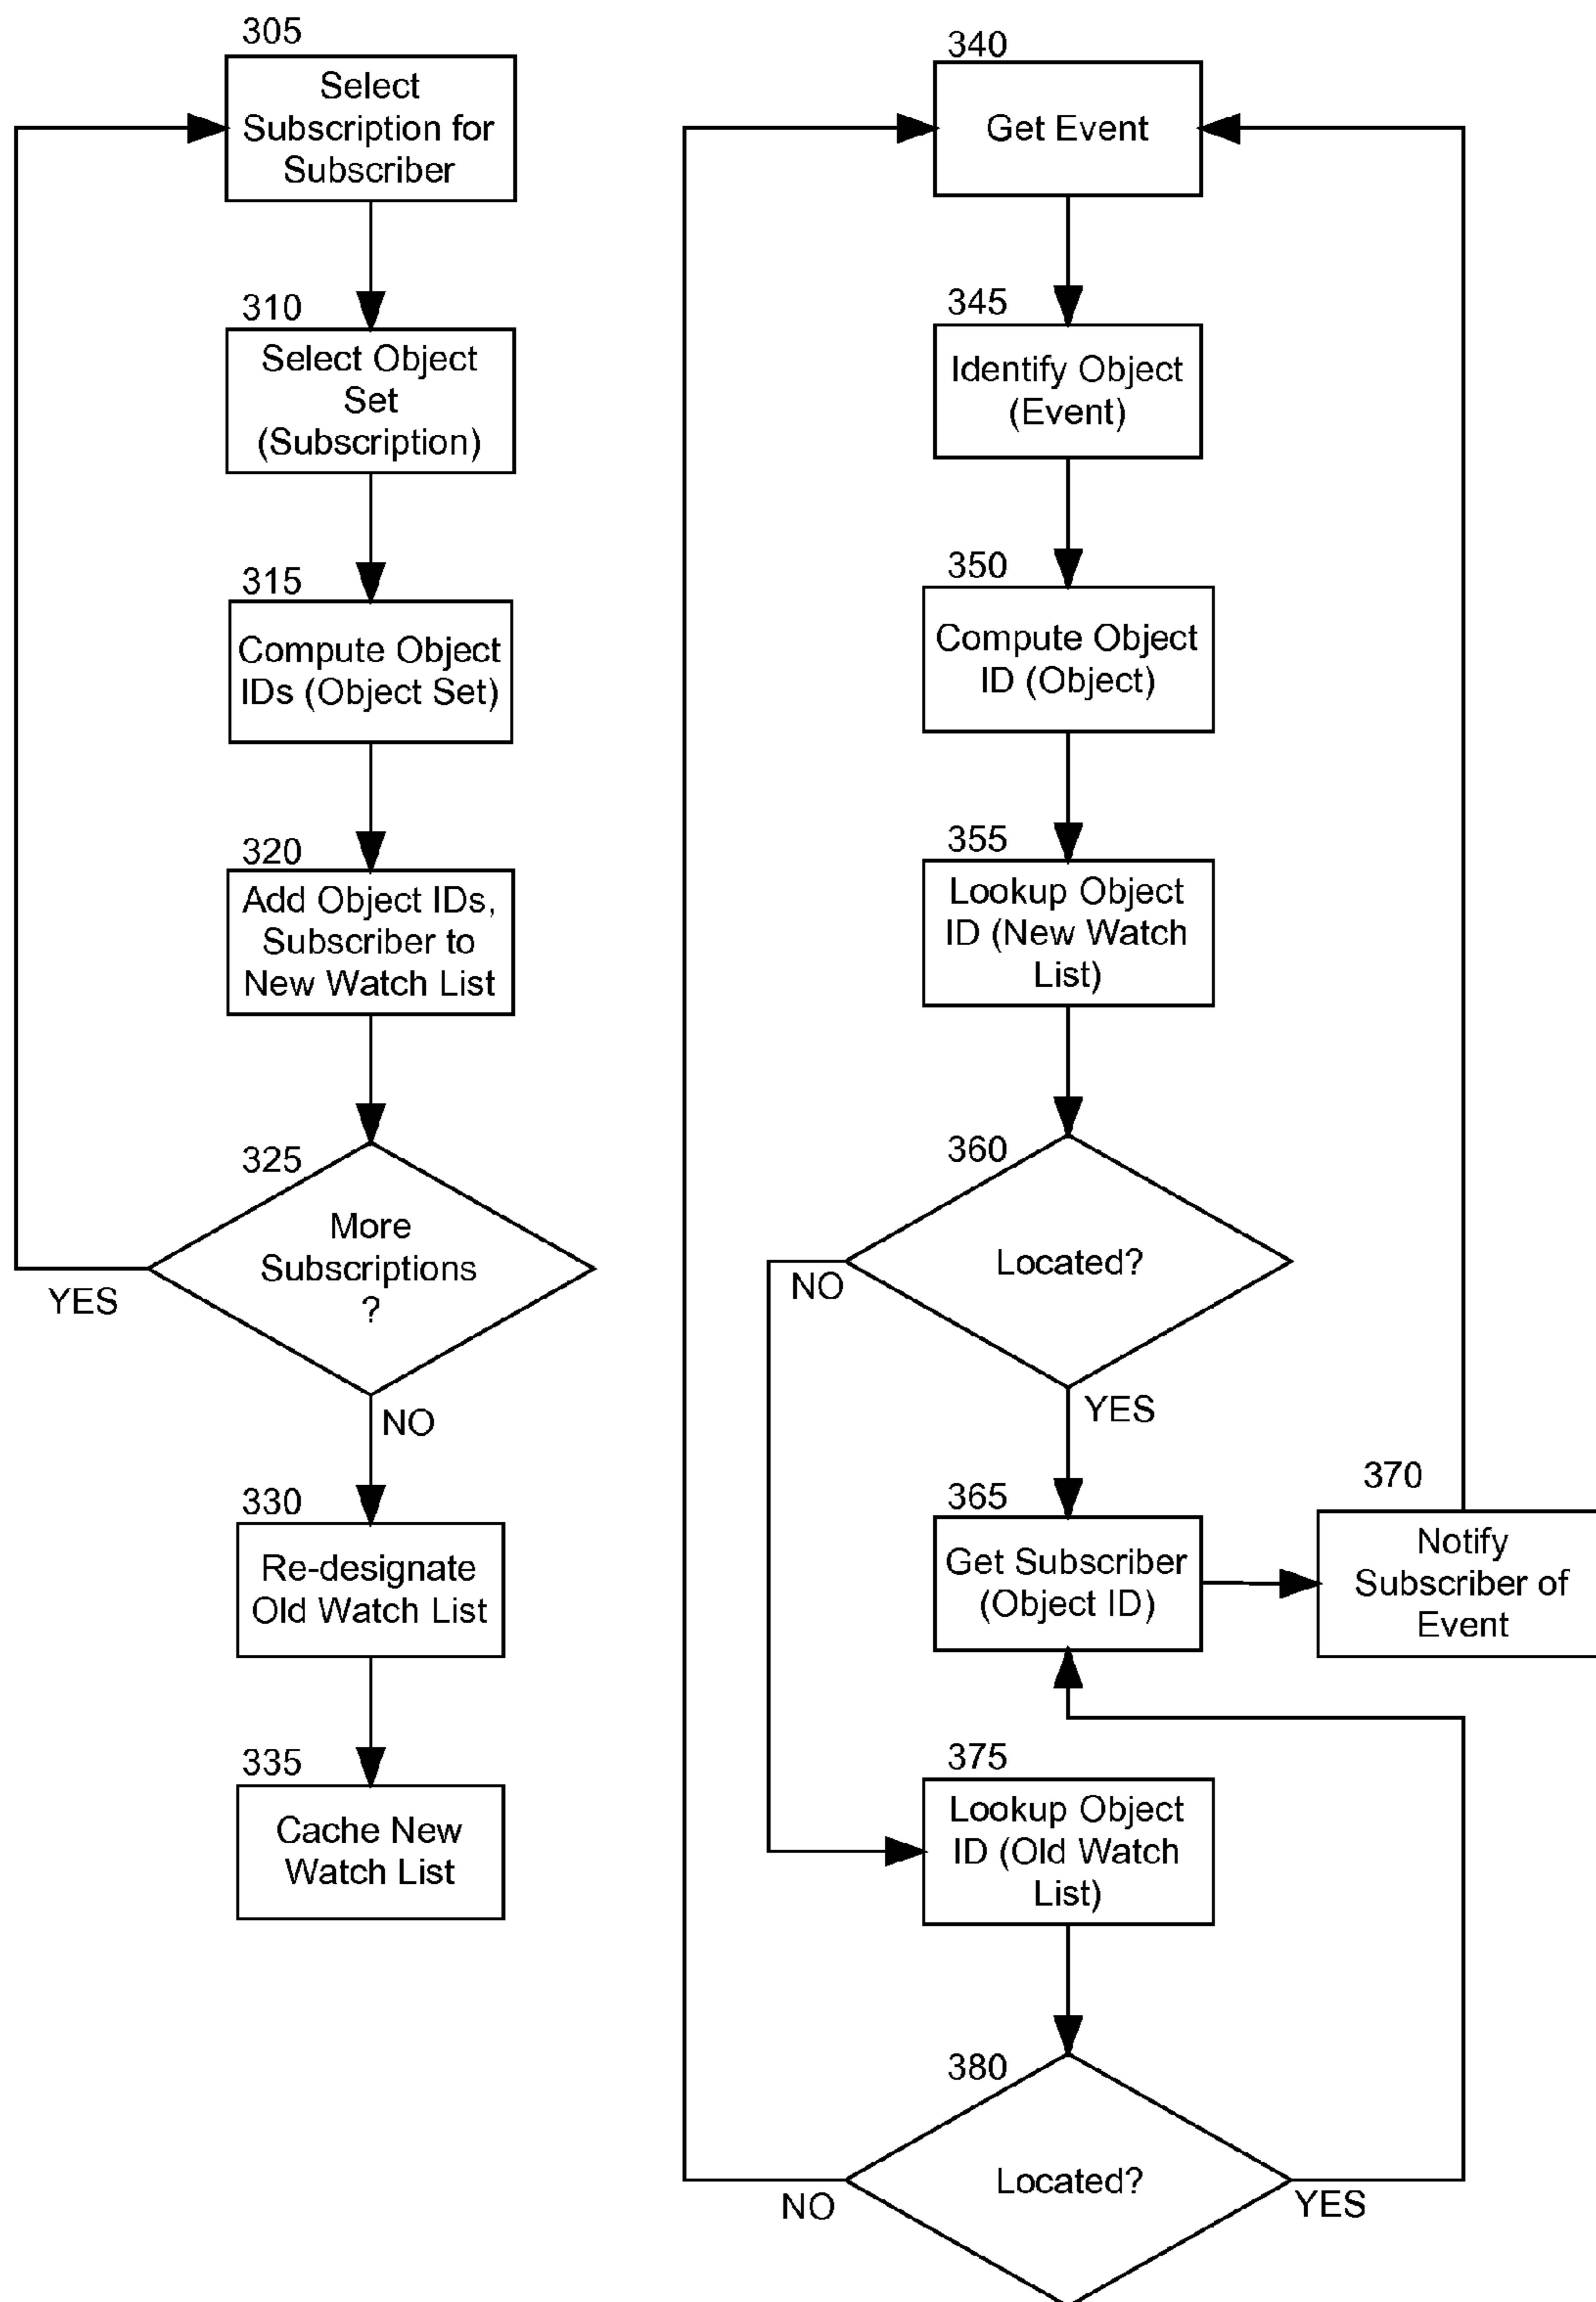 305
Select
Subscription for
Subscriber
310
Select Object
Set
(Subscription)
315
Compute Object
IDs (Object Set)
320
Add Object IDs,
Subscriber to
New Watch List
325
More
Subscriptions
?
YES
NO
330
Re-designate
Old Watch List
335
Cache New
Watch List
340
Get Event
345
Identify Object
(Event)
350
Compute Object
ID (Object)
355
Lookup Object
ID (New Watch
List)
360
Located?
NO
YES
365
Get Subscriber
(Object ID)
370
Notify
Subscriber of
Event
375
Lookup Object
ID (Old Watch
List)
380
Located?
NO
YES